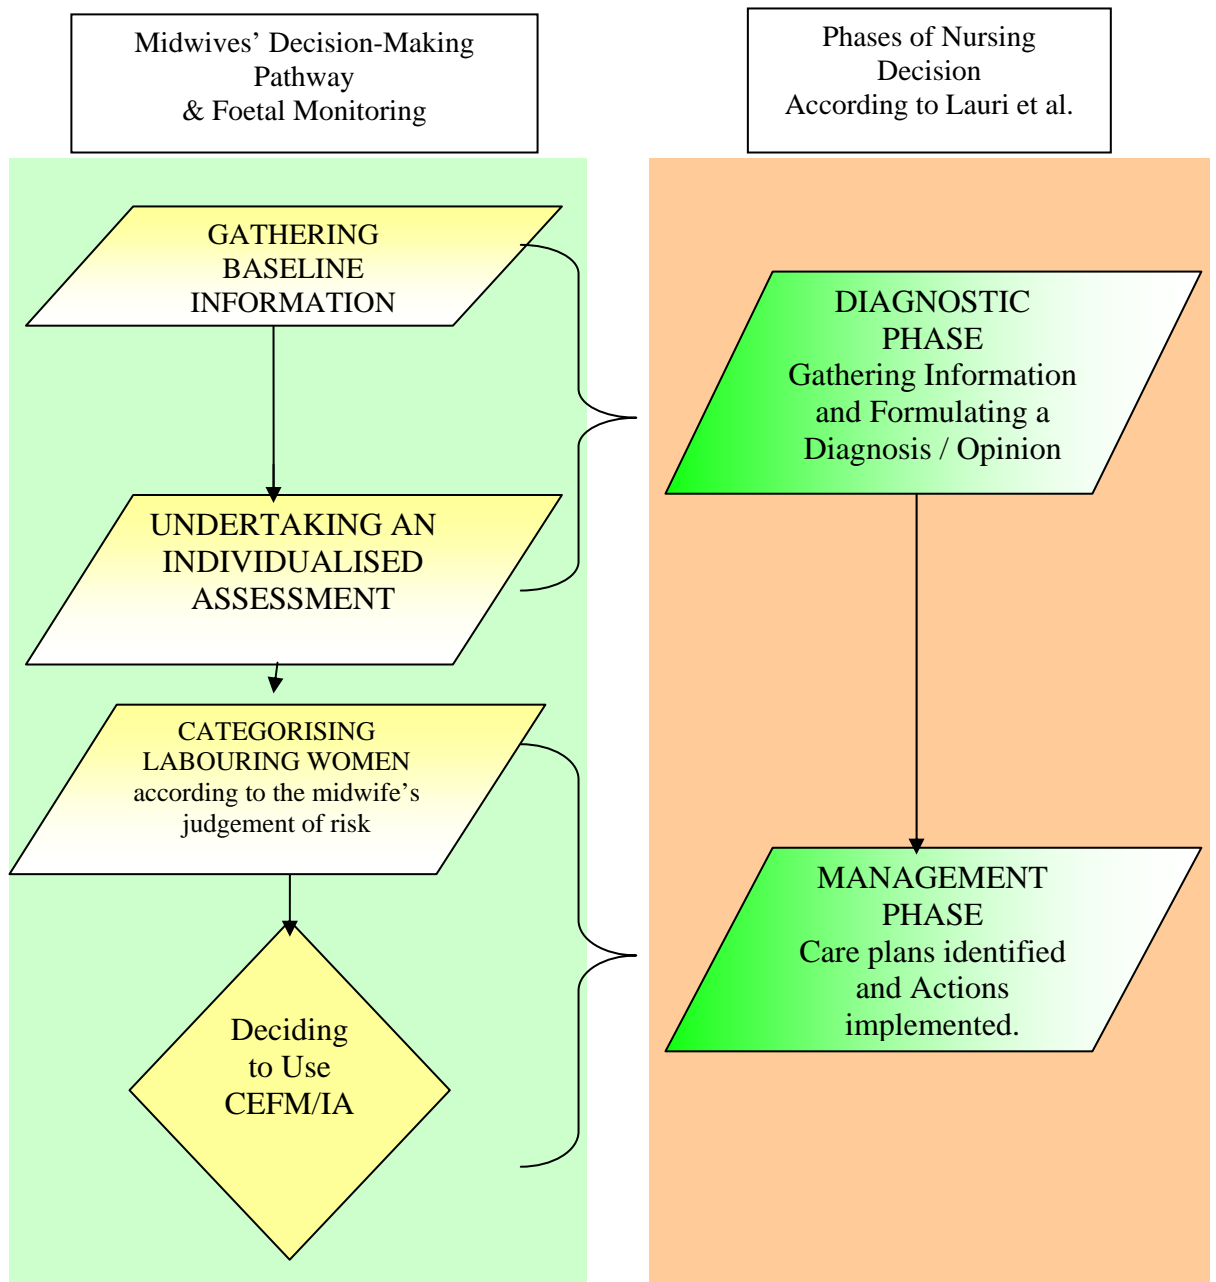 Midwives’ Decision-Making
Pathway
& Foetal Monitoring
GATHERING
BASELINE
INFORMATION
UNDERTAKING AN
INDIVIDUALISED
ASSESSMENT
CATEGORISING
LABOURING WOMEN
according to the midwife’s
judgement of risk
Deciding
to Use
CEFM/IA
Phases of Nursing
Decision
According to Lauri et al.
DIAGNOSTIC
PHASE
Gathering Information
and Formulating a
Diagnosis / Opinion
MANAGEMENT
PHASE
Care plans identified
and Actions
implemented.